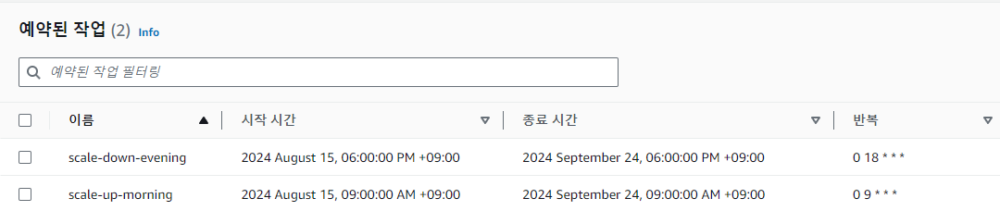 예약된 작업 (2) Info
예약된 작업 필터링
이름 시작 시간 종료 시간 반복
scale-down-evening 2024 August 15, 06:00:00 PM +09:00 2024 September 24, 06:00:00 PM +09:00 0 18 * * *
scale-up-morning 2024 August 15, 09:00:00 AM +09:00 2024 September 24, 09:00:00 AM +09:00 0 9 * * *